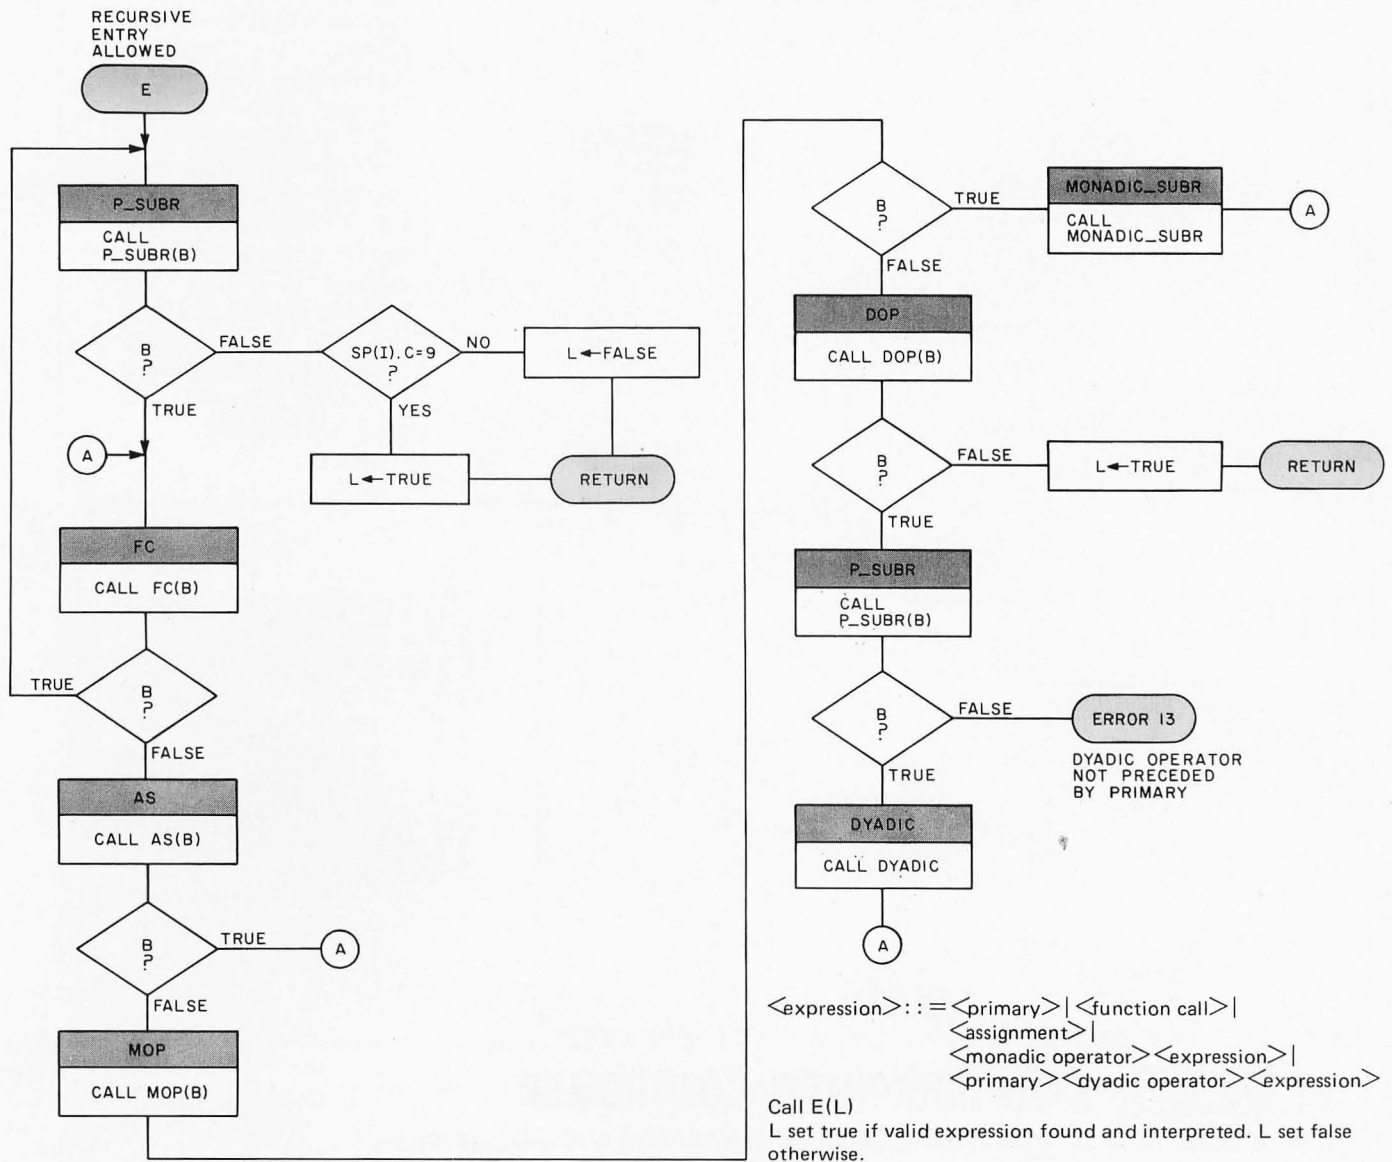 RECURSIVE
ENTRY
ALLOWED
E
P_SUBR
CALL
P_SUBR(B)
B
?
FALSE
SP(I).C=9
?
NO
L←FALSE
TRUE
YES
A
L←TRUE
RETURN
FC
CALL FC(B)
TRUE
B
?
FALSE
AS
CALL AS(B)
B
?
TRUE
A
FALSE
MOP
CALL MOP(B)
B
?
TRUE
MONADIC_SUBR
CALL
MONADIC_SUBR
A
FALSE
DOP
CALL DOP(B)
B
?
FALSE
L←TRUE
RETURN
TRUE
P_SUBR
CALL
P_SUBR(B)
B
?
FALSE
ERROR 13
DYADIC OPERATOR
NOT PRECEDED
BY PRIMARY
TRUE
DYADIC
CALL DYADIC
A
<expression>::=<primary>|<function call>|
<assignment>|
<monadic operator><expression>|
<primary><dyadic operator><expression>
Call E(L)
L set true if valid expression found and interpreted. L set false
otherwise.